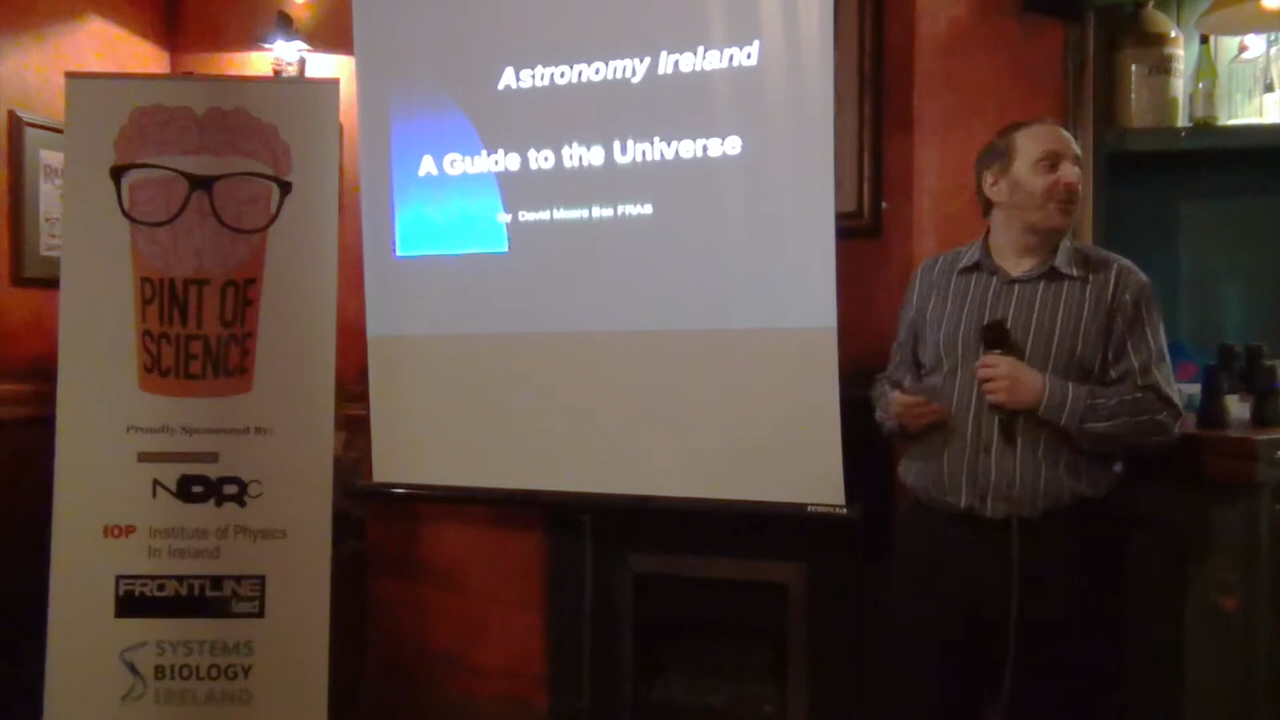 PINT OF
SCIENCE
Proudly Sponsored By:
NDRC
IOP Institute of Physics
In Ireland
FRONTLINE
SYSTEMS
BIOLOGY
IRELAND
Astronomy Ireland
A Guide to the Universe
By David Moore Bsc FRAS